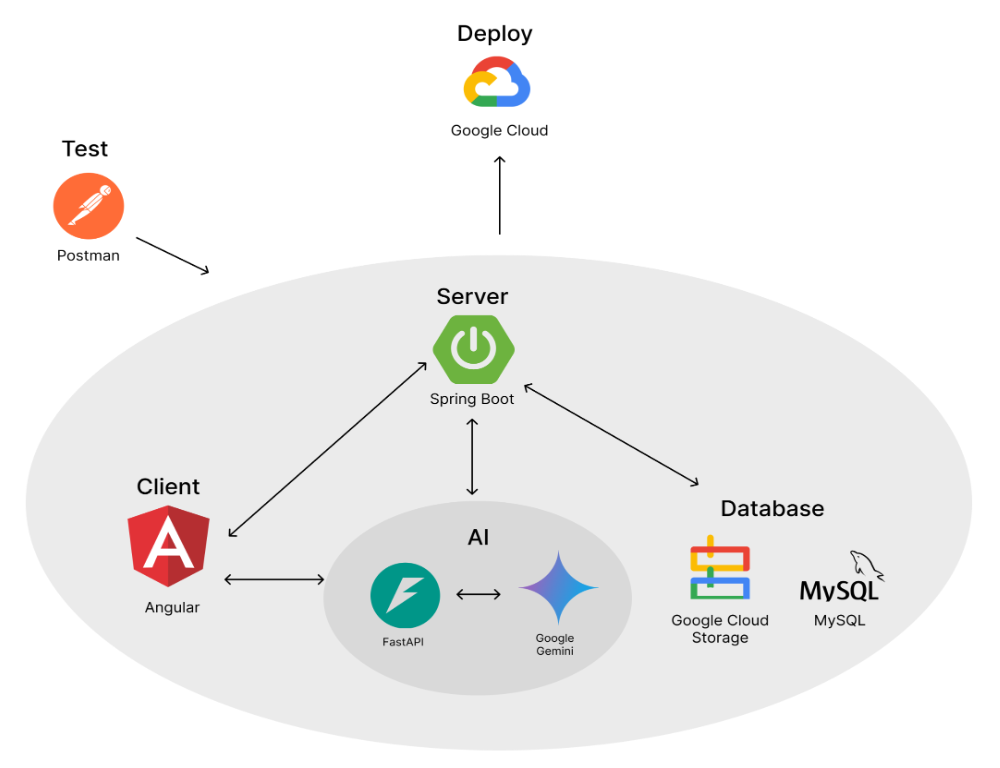 Deploy
Google Cloud
Test
Postman
Server
Spring Boot
Client
Angular
AI
FastAPI
Google
Gemini
Database
Google Cloud
Storage
MySQL
MySQL